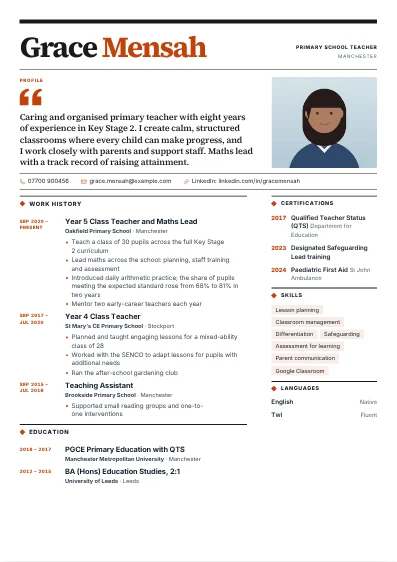 Grace Mensah
PRIMARY SCHOOL TEACHER
MANCHESTER
PROFILE
Caring and organised primary teacher with eight years
of experience in Key Stage 2. I create calm, structured
classrooms where every child can make progress, and
I work closely with parents and support staff. Maths lead
with a track record of raising attainment.
07700 900456
grace.mensah@example.com
LinkedIn: linkedin.com/in/gracemensah
WORK HISTORY
SEP 2020 –
PRESENT
Year 5 Class Teacher and Maths Lead
Oakfield Primary School · Manchester
• Teach a class of 30 pupils across the full Key Stage
2 curriculum
• Lead maths across the school: planning, staff training
and assessment
• Introduced daily arithmetic practice; the share of pupils
meeting the expected standard rose from 68% to 81% in
two years
• Mentor two early-career teachers each year
SEP 2017 –
JUL 2020
Year 4 Class Teacher
St Mary's CE Primary School · Stockport
• Planned and taught engaging lessons for a mixed-ability
class of 28
• Worked with the SENCO to adapt lessons for pupils with
additional needs
• Ran the after-school gardening club
SEP 2015 –
JUL 2016
Teaching Assistant
Brookside Primary School · Manchester
• Supported small reading groups and one-to-
one interventions
EDUCATION
2016 – 2017
PGCE Primary Education with QTS
Manchester Metropolitan University · Manchester
2012 – 2015
BA (Hons) Education Studies, 2:1
University of Leeds · Leeds
CERTIFICATIONS
2017 Qualified Teacher Status
(QTS) Department for
Education
2023 Designated Safeguarding
Lead training
2024 Paediatric First Aid St John
Ambulance
SKILLS
Lesson planning
Classroom management
Differentiation Safeguarding
Assessment for learning
Parent communication
Google Classroom
LANGUAGES
English Native
Twi Fluent